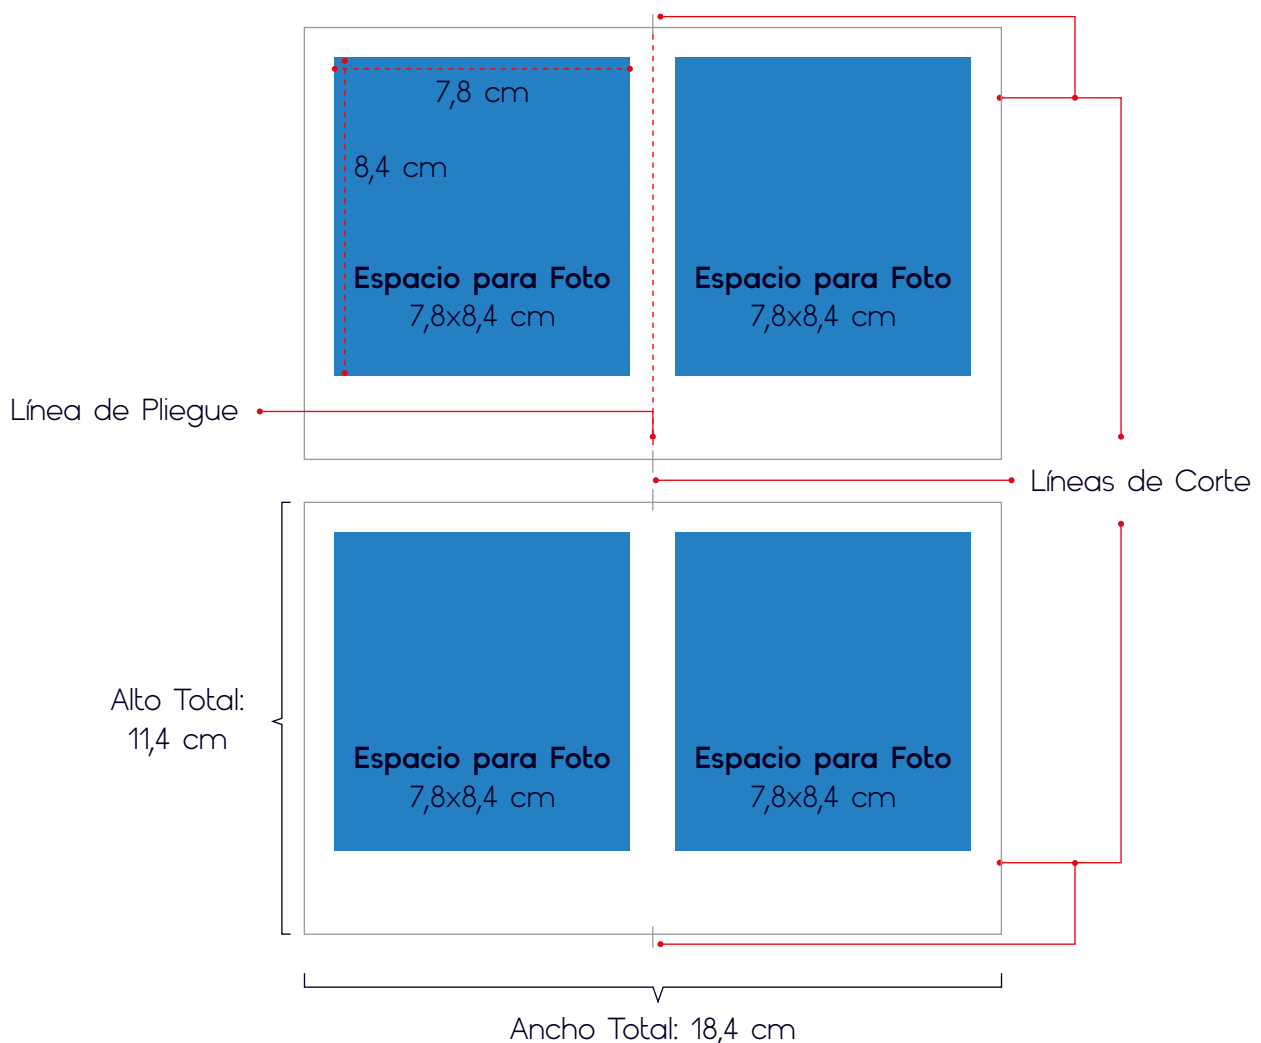 7,8 cm
8,4 cm
Espacio para Foto
7,8x8,4 cm
Espacio para Foto
7,8x8,4 cm
Línea de Pliegue
Líneas de Corte
Alto Total:
11,4 cm
Espacio para Foto
7,8x8,4 cm
Espacio para Foto
7,8x8,4 cm
Ancho Total: 18,4 cm